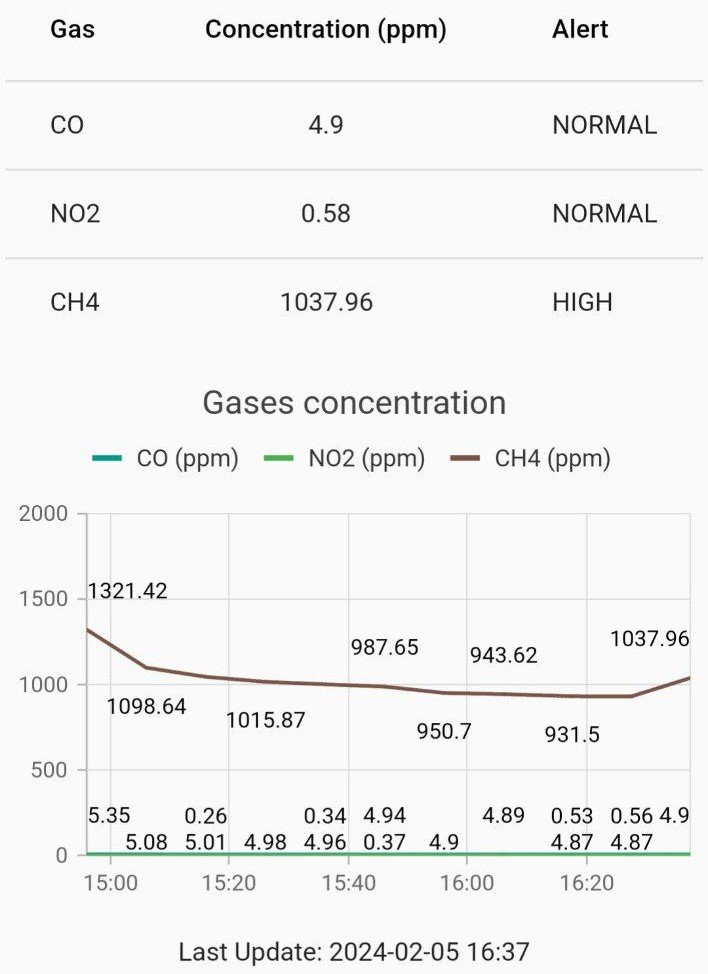 Gas Concentration (ppm) Alert
CO 4.9 NORMAL
NO2 0.58 NORMAL
CH4 1037.96 HIGH
Gases concentration
CO (ppm) NO2 (ppm) CH4 (ppm)
2000
1500
1000
500
0
1321.42
1098.64
1015.87
987.65
950.7
943.62
931.5
1037.96
5.35 0.26 0.34 4.94 4.89 0.53 0.56 4.9
5.08 5.01 4.98 4.96 0.37 4.9 4.87 4.87
15:00 15:20 15:40 16:00 16:20
Last Update: 2024-02-05 16:37